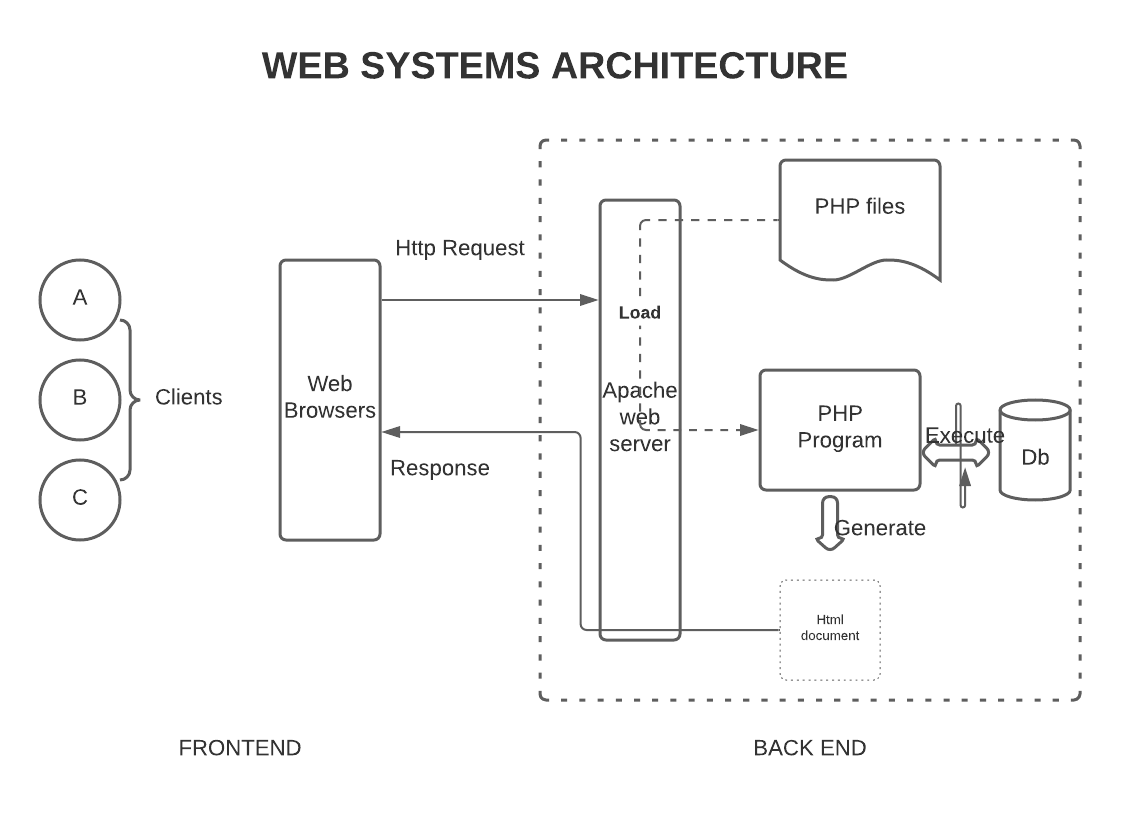 WEB SYSTEMS ARCHITECTURE
PHP files
Http Request
A
Load
Web
Browsers
Apache
web
server
B
Clients
PHP
Program
Execute
Db
Response
C
Generate
Html
document
FRONTEND
BACK END